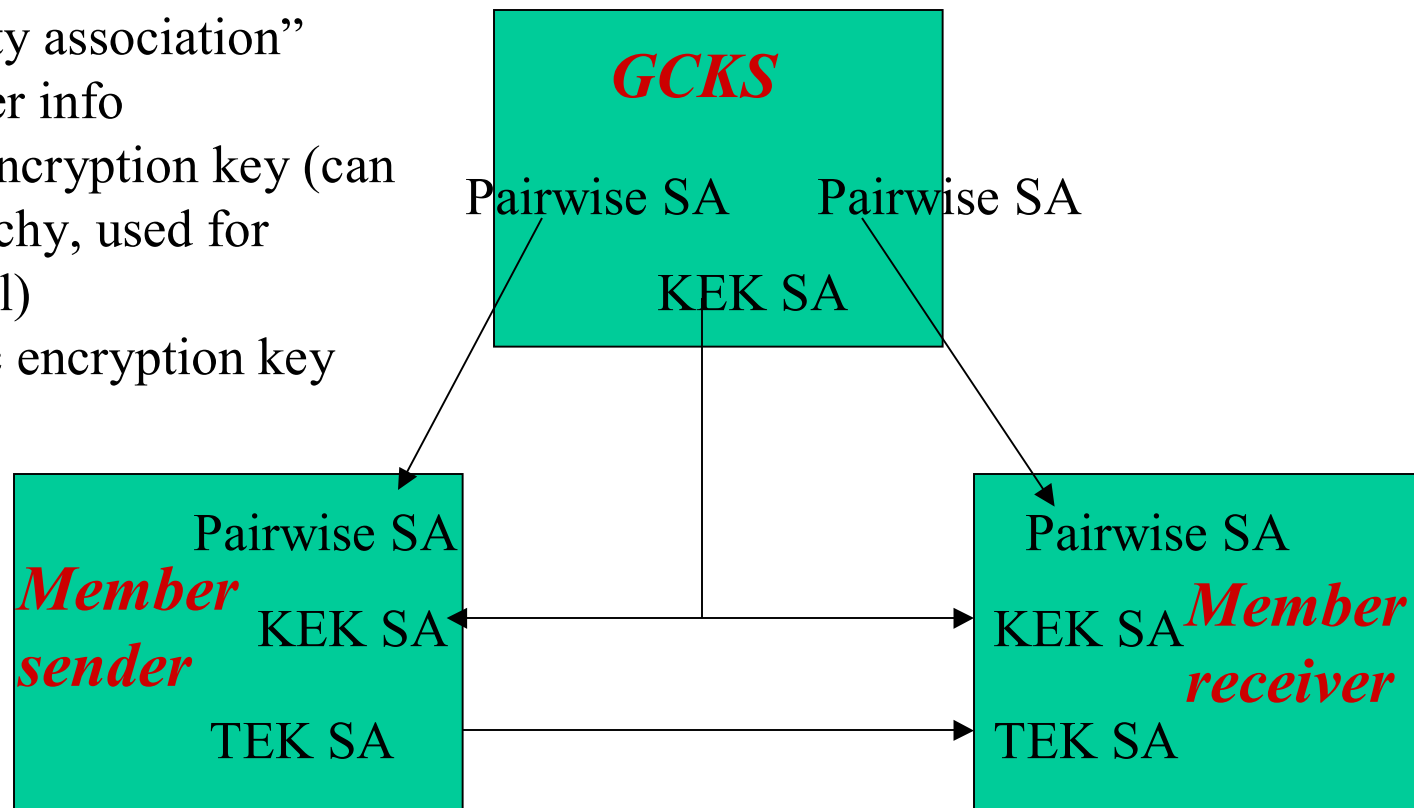 ty association”
er info
ncryption key (can
chy, used for
l)
encryption key
GCKS
Pairwise SA Pairwise SA
KEK SA
Pairwise SA
Member
sender
KEK SA
TEK SA
Pairwise SA
KEK SA
Member
receiver
TEK SA